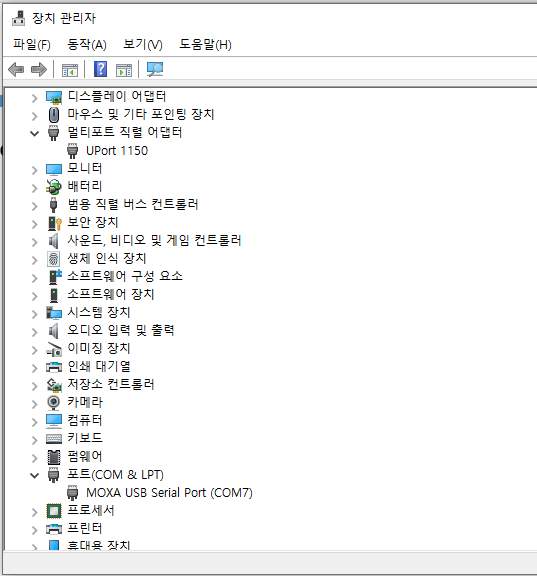 장치 관리자
파일(F) 동작(A) 보기(V) 도움말(H)
디스플레이 어댑터
마우스 및 기타 포인팅 장치
멀티포트 직렬 어댑터
UPort 1150
모니터
배터리
범용 직렬 버스 컨트롤러
보안 장치
사운드, 비디오 및 게임 컨트롤러
생체 인식 장치
소프트웨어 구성 요소
소프트웨어 장치
시스템 장치
오디오 입력 및 출력
이미징 장치
인쇄 대기열
저장소 컨트롤러
카메라
컴퓨터
키보드
펌웨어
포트(COM & LPT)
MOXA USB Serial Port (COM7)
프로세서
프린터
휴대용 장치